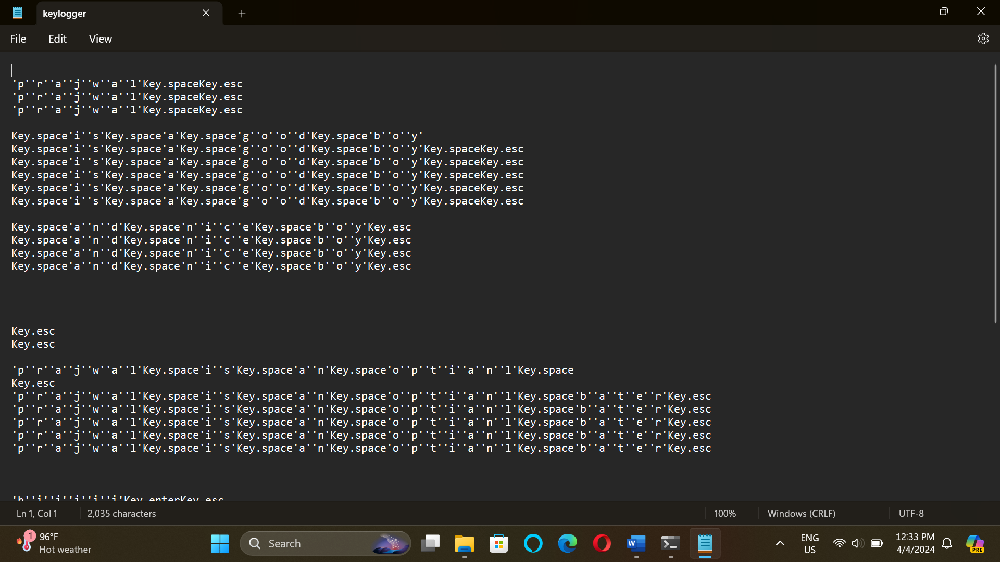 keylogger
File Edit View
'p''r''a''j''w''a''l'Key.spaceKey.esc
'p''r''a''j''w''a''l'Key.spaceKey.esc
'p''r''a''j''w''a''l'Key.spaceKey.esc
Key.space'i''s'Key.space'a'Key.space'g''o''o''d'Key.space'b''o''y'
Key.space'i''s'Key.space'a'Key.space'g''o''o''d'Key.space'b''o''y'Key.spaceKey.esc
Key.space'i''s'Key.space'a'Key.space'g''o''o''d'Key.space'b''o''y'Key.spaceKey.esc
Key.space'i''s'Key.space'a'Key.space'g''o''o''d'Key.space'b''o''y'Key.spaceKey.esc
Key.space'i''s'Key.space'a'Key.space'g''o''o''d'Key.space'b''o''y'Key.spaceKey.esc
Key.space'i''s'Key.space'a'Key.space'g''o''o''d'Key.space'b''o''y'Key.spaceKey.esc
Key.space'a''n''d'Key.space'n''i''c''e'Key.space'b''o''y'Key.esc
Key.space'a''n''d'Key.space'n''i''c''e'Key.space'b''o''y'Key.esc
Key.space'a''n''d'Key.space'n''i''c''e'Key.space'b''o''y'Key.esc
Key.space'a''n''d'Key.space'n''i''c''e'Key.space'b''o''y'Key.esc
Key.esc
Key.esc
'p''r''a''j''w''a''l'Key.space'i''s'Key.space'a''n'Key.space'o''p''t''i''a''n''l'Key.space
Key.esc
'p''r''a''j''w''a''l'Key.space'i''s'Key.space'a''n'Key.space'o''p''t''i''a''n''l'Key.space'b''a''t''e''r'Key.esc
'p''r''a''j''w''a''l'Key.space'i''s'Key.space'a''n'Key.space'o''p''t''i''a''n''l'Key.space'b''a''t''e''r'Key.esc
'p''r''a''j''w''a''l'Key.space'i''s'Key.space'a''n'Key.space'o''p''t''i''a''n''l'Key.space'b''a''t''e''r'Key.esc
'p''r''a''j''w''a''l'Key.space'i''s'Key.space'a''n'Key.space'o''p''t''i''a''n''l'Key.space'b''a''t''e''r'Key.esc
'p''r''a''j''w''a''l'Key.space'i''s'Key.space'a''n'Key.space'o''p''t''i''a''n''l'Key.space'b''a''t''e''r'Key.esc
Ln 1, Col 1 2,035 characters 100% Windows (CRLF) UTF-8
1 96°F
Hot weather
Search
W
ENG
US
12:33 PM
4/4/2024
PRE